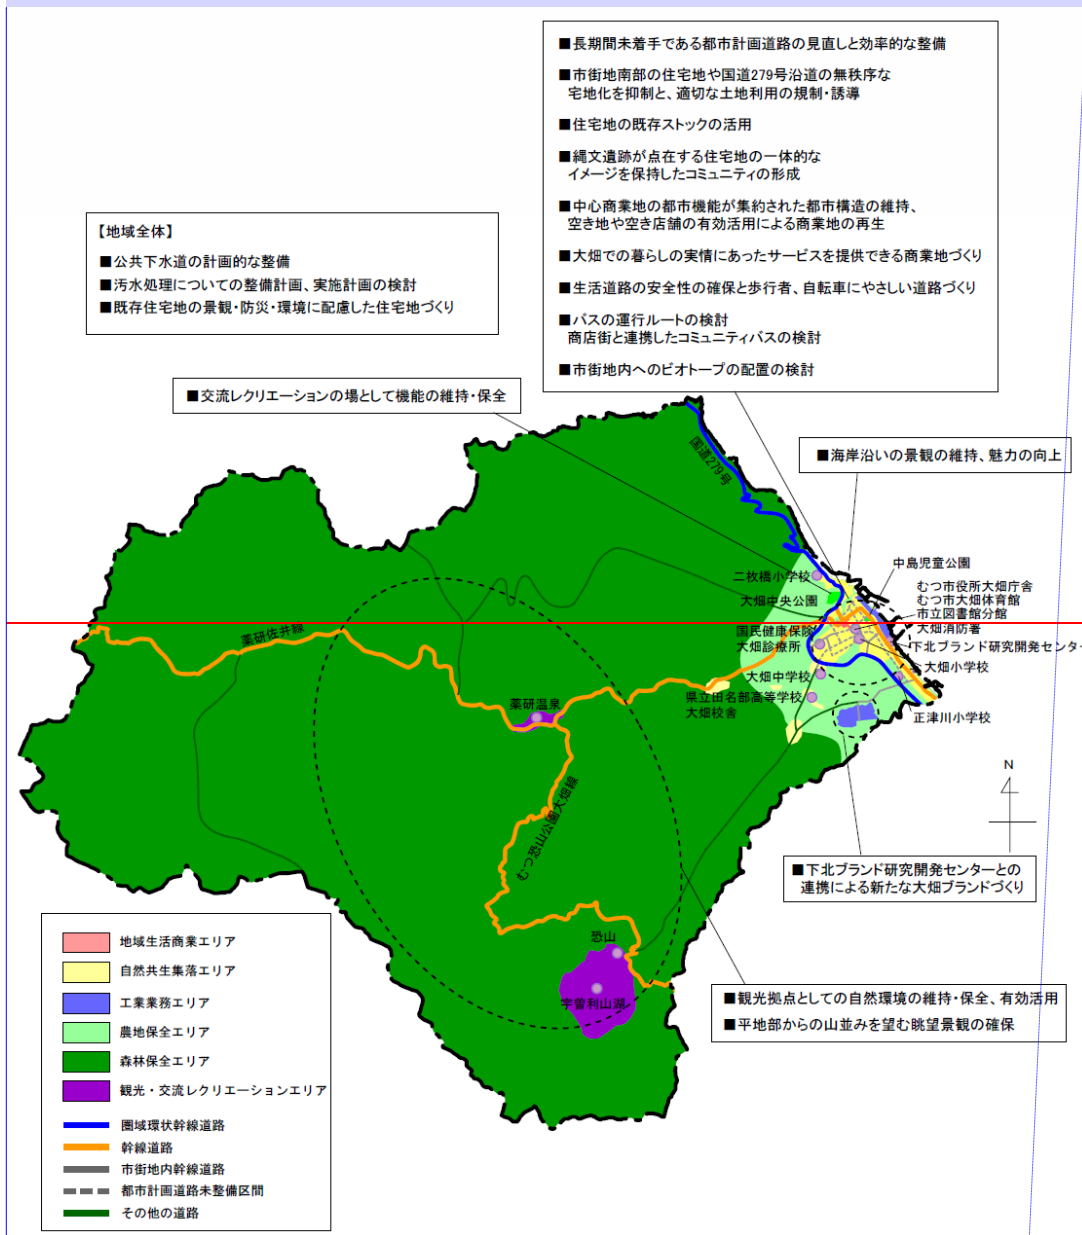 ■長期間未着手である都市計画道路の見直しと効率的な整備
■市街地南部の住宅地や国道279号沿道の無秩序な
宅地化を抑制と、適切な土地利用の規制・誘導
■住宅地の既存ストックの活用
■縄文遺跡が点在する住宅地の一体的な
イメージを保持したコミュニティの形成
■中心商業地の都市機能が集約された都市構造の維持、
空き地や空き店舗の有効活用による商業地の再生
■大畑での暮らしの実情にあったサービスを提供できる商業地づくり
■生活道路の安全性の確保と歩行者、自転車にやさしい道路づくり
■バスの運行ルートの検討
商店街と連携したコミュニティバスの検討
■市街地内へのビオトープの配置の検討
【地域全体】
■公共下水道の計画的な整備
■汚水処理についての整備計画、実施計画の検討
■既存住宅地の景観・防災・環境に配慮した住宅地づくり
■交流レクリエーションの場として機能の維持・保全
■海岸沿いの景観の維持、魅力の向上
国道279号
中島児童公園
二枚橋小学校
むつ市役所大畑庁舎
大畑中央公園
むつ市大畑体育館
市立図書館分館
国民健康保険
大畑診療所
大畑消防署
下北ブランド研究開発センター
大畑小学校
大畑中学校
県立田名部高等学校
大畑校舎
正津川小学校
薬研佐井線
薬研温泉
むつ恐山公園大畑線
恐山
宇曽利山湖
N
■下北ブランド研究開発センターとの
連携による新たな大畑ブランドづくり
■観光拠点としての自然環境の維持・保全、有効活用
■平地部からの山並みを望む眺望景観の確保
地域生活商業エリア
自然共生集落エリア
工業業務エリア
農地保全エリア
森林保全エリア
観光・交流レクリエーションエリア
圏域環状幹線道路
幹線道路
市街地内幹線道路
都市計画道路未整備区間
その他の道路